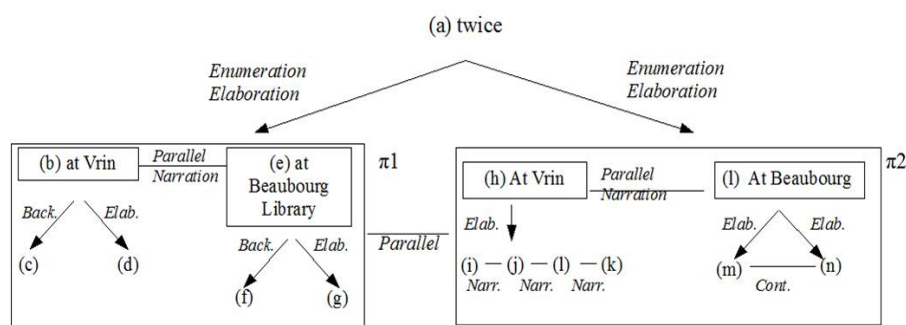 (a) twice
Enumeration
Elaboration
Enumeration
Elaboration
(b) at Vrin
Parallel
Narration
(e) at
Beaubourg
Library
π1
(h) At Vrin
Parallel
Narration
(l) At Beaubourg
π2
Back.
Elab.
(c)
(d)
Back.
Elab.
(f)
(g)
Parallel
Elab.
(i) — (j) — (l) — (k)
Narr. Narr. Narr.
Elab.
Elab.
(m)
(n)
Cont.